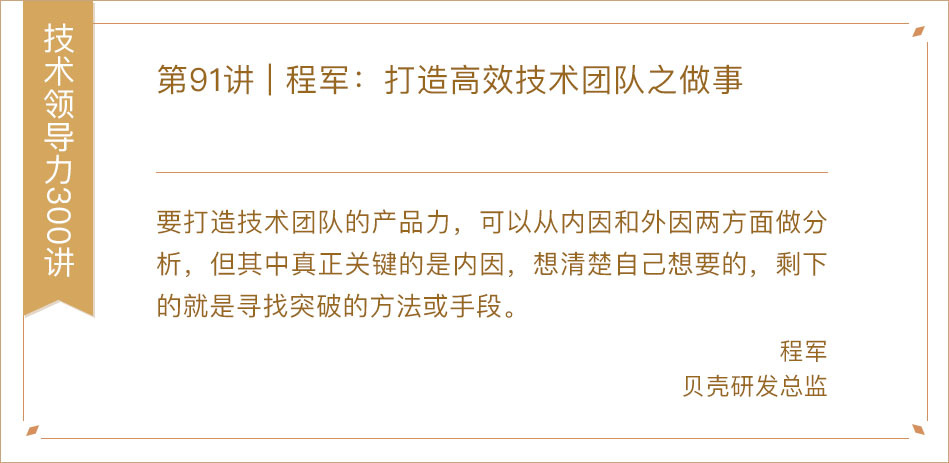 技术领导力300讲
第91讲 | 程军：打造高效技术团队之做事
要打造技术团队的产品力，可以从内因和外因两方面做分
析，但其中真正关键的是内因，想清楚自己想要的，剩下
的就是寻找突破的方法或手段。
程军
贝壳研发总监